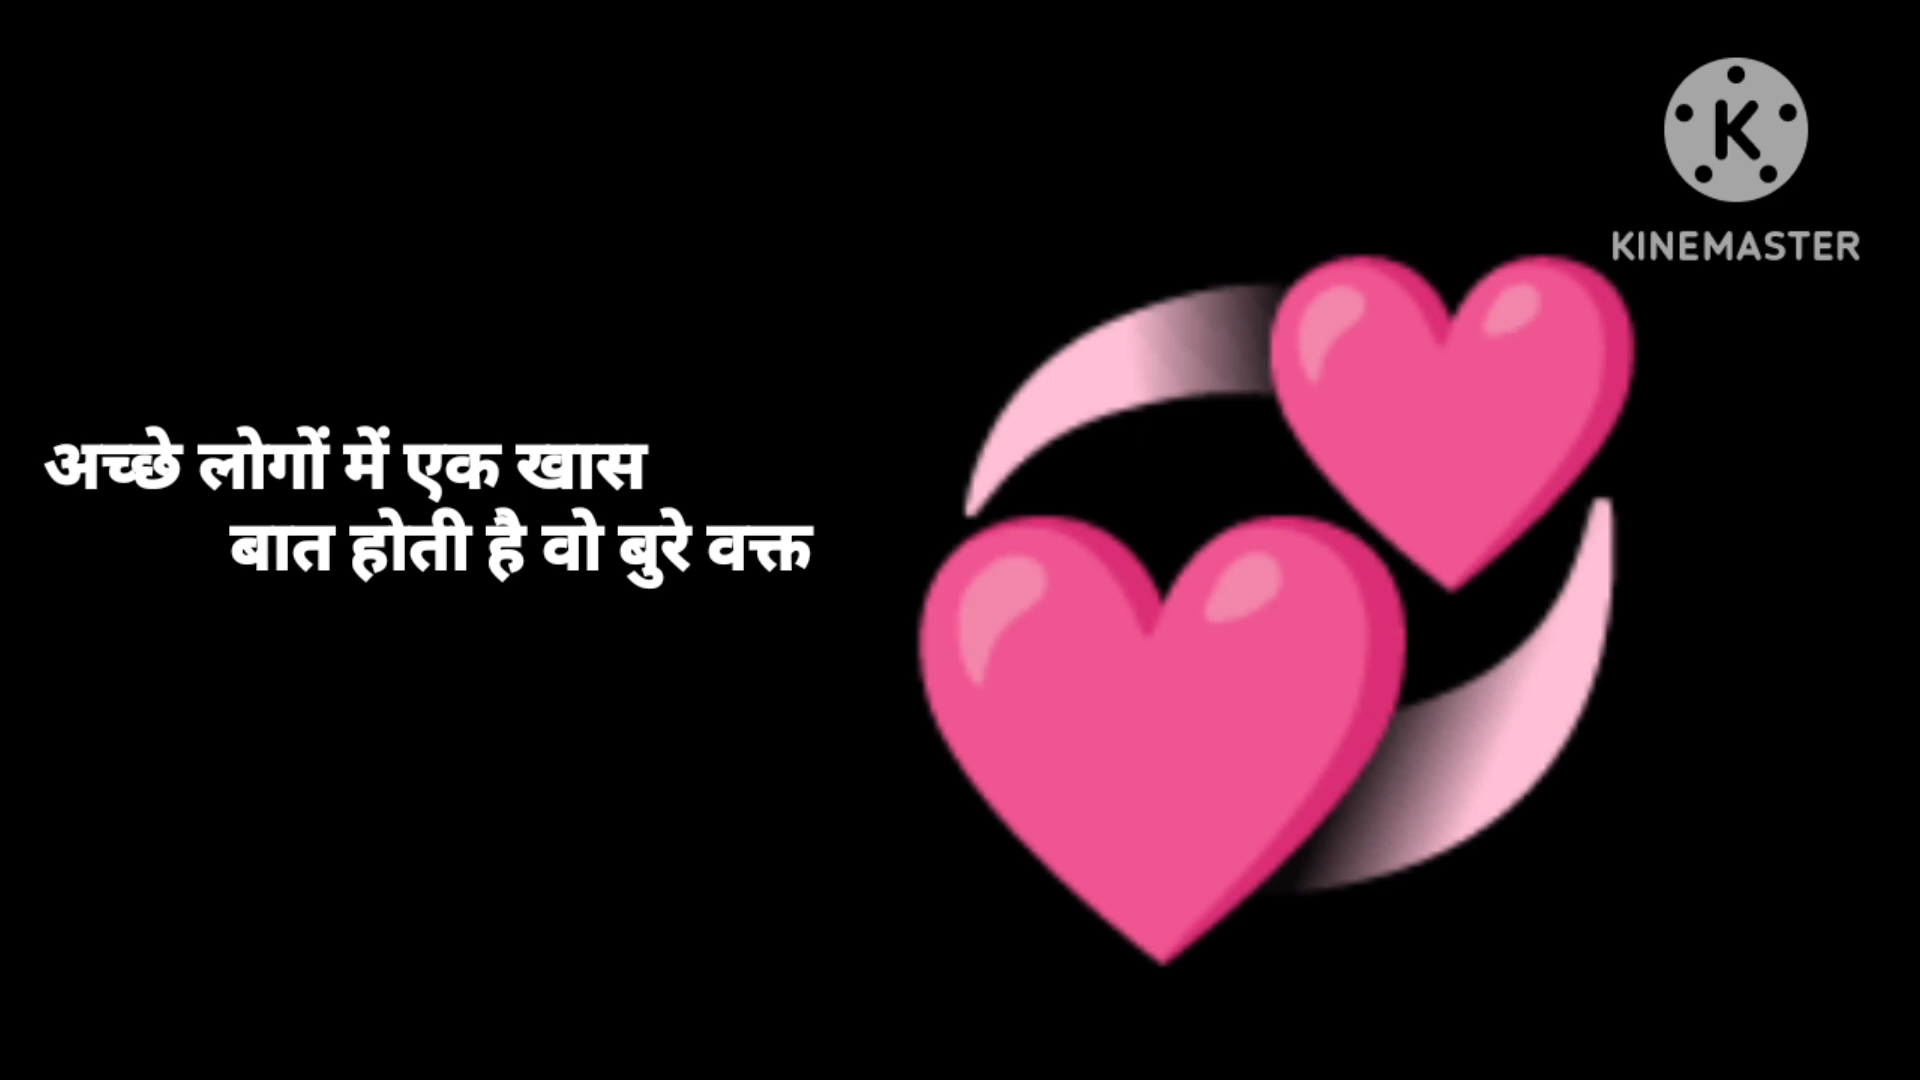 KINEMASTER
अच्छे लोगों में एक खास
बात होती है वो बुरे वक्त